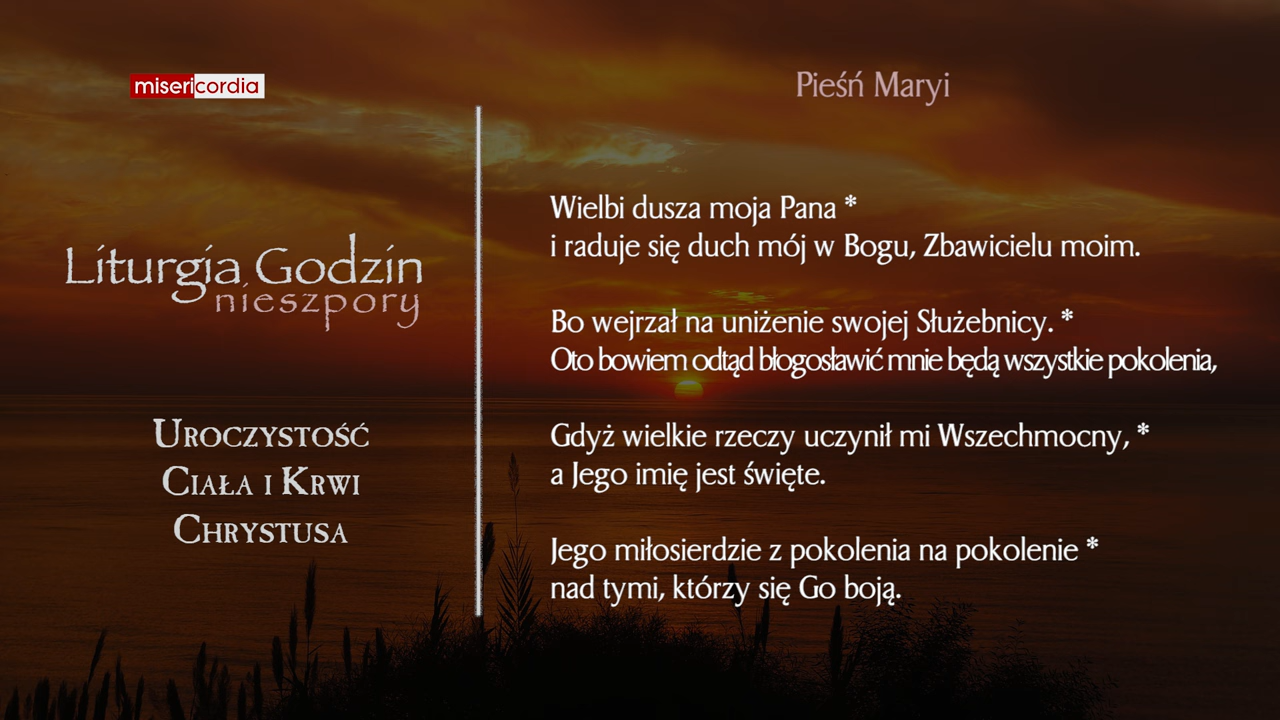 misericordia
Liturgia Godzin
nieszpory
Uroczystość
Ciała i Krwi
Chrystusa
Pieśń Maryi
Wielbi dusza moja Pana *
i raduje się duch mój w Bogu, Zbawicielu moim.
Bo wejrzał na uniżenie swojej Służebnicy. *
Oto bowiem odtąd błogosławić mnie będą wszystkie pokolenia,
Gdyż wielkie rzeczy uczynił mi Wszechmocny, *
a Jego imię jest święte.
Jego miłosierdzie z pokolenia na pokolenie *
nad tymi, którzy się Go boją.